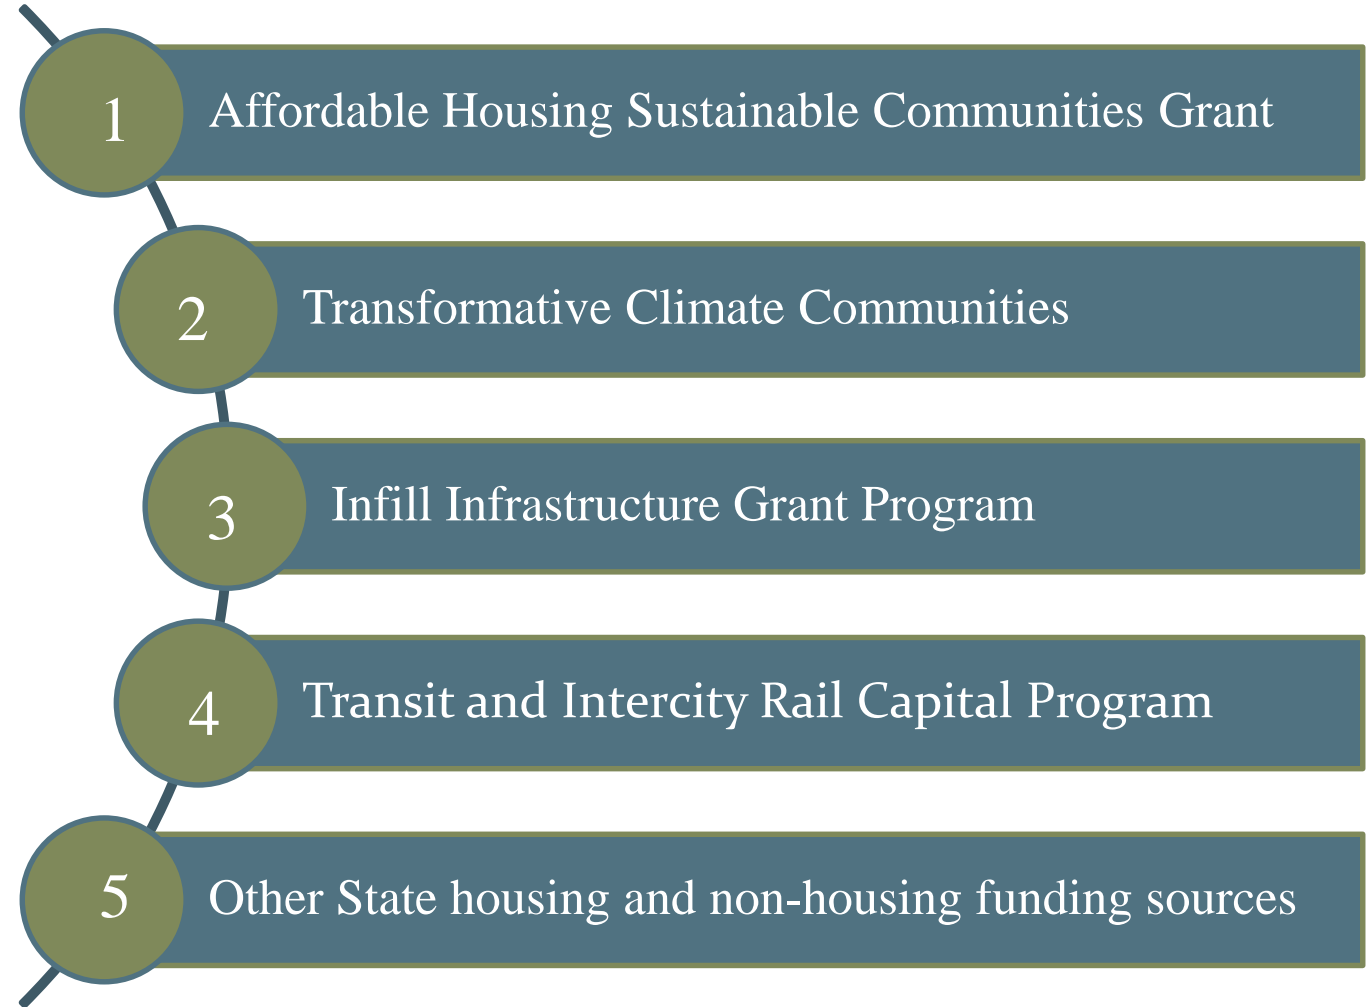 1 Affordable Housing Sustainable Communities Grant
2 Transformative Climate Communities
3 Infill Infrastructure Grant Program
4 Transit and Intercity Rail Capital Program
5 Other State housing and non-housing funding sources